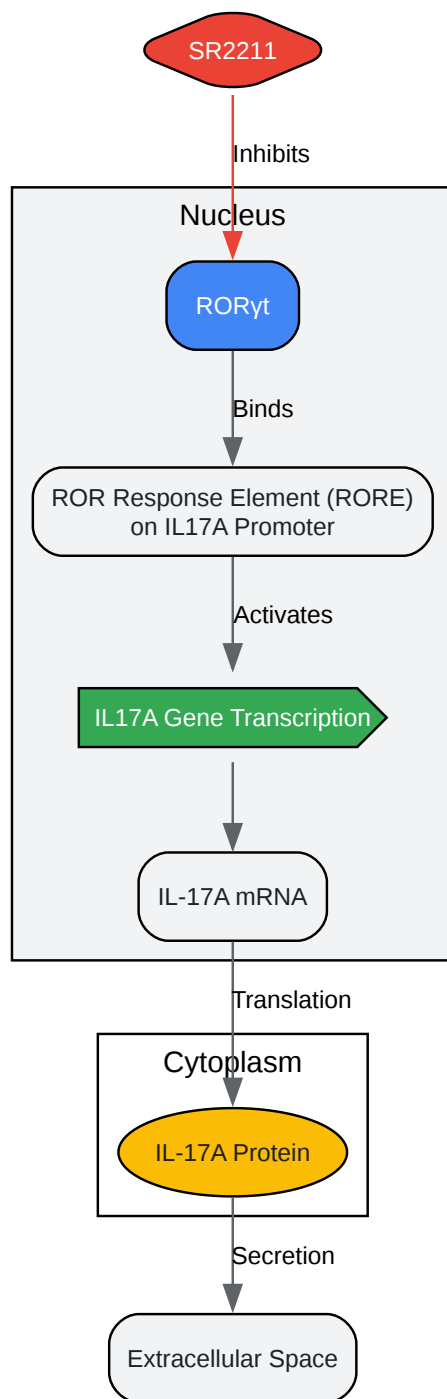 SR2211
Inhibits
Nucleus
RORγt
Binds
ROR Response Element (RORE)
on IL17A Promoter
Activates
IL17A Gene Transcription
IL-17A mRNA
Translation
Cytoplasm
IL-17A Protein
Secretion
Extracellular Space